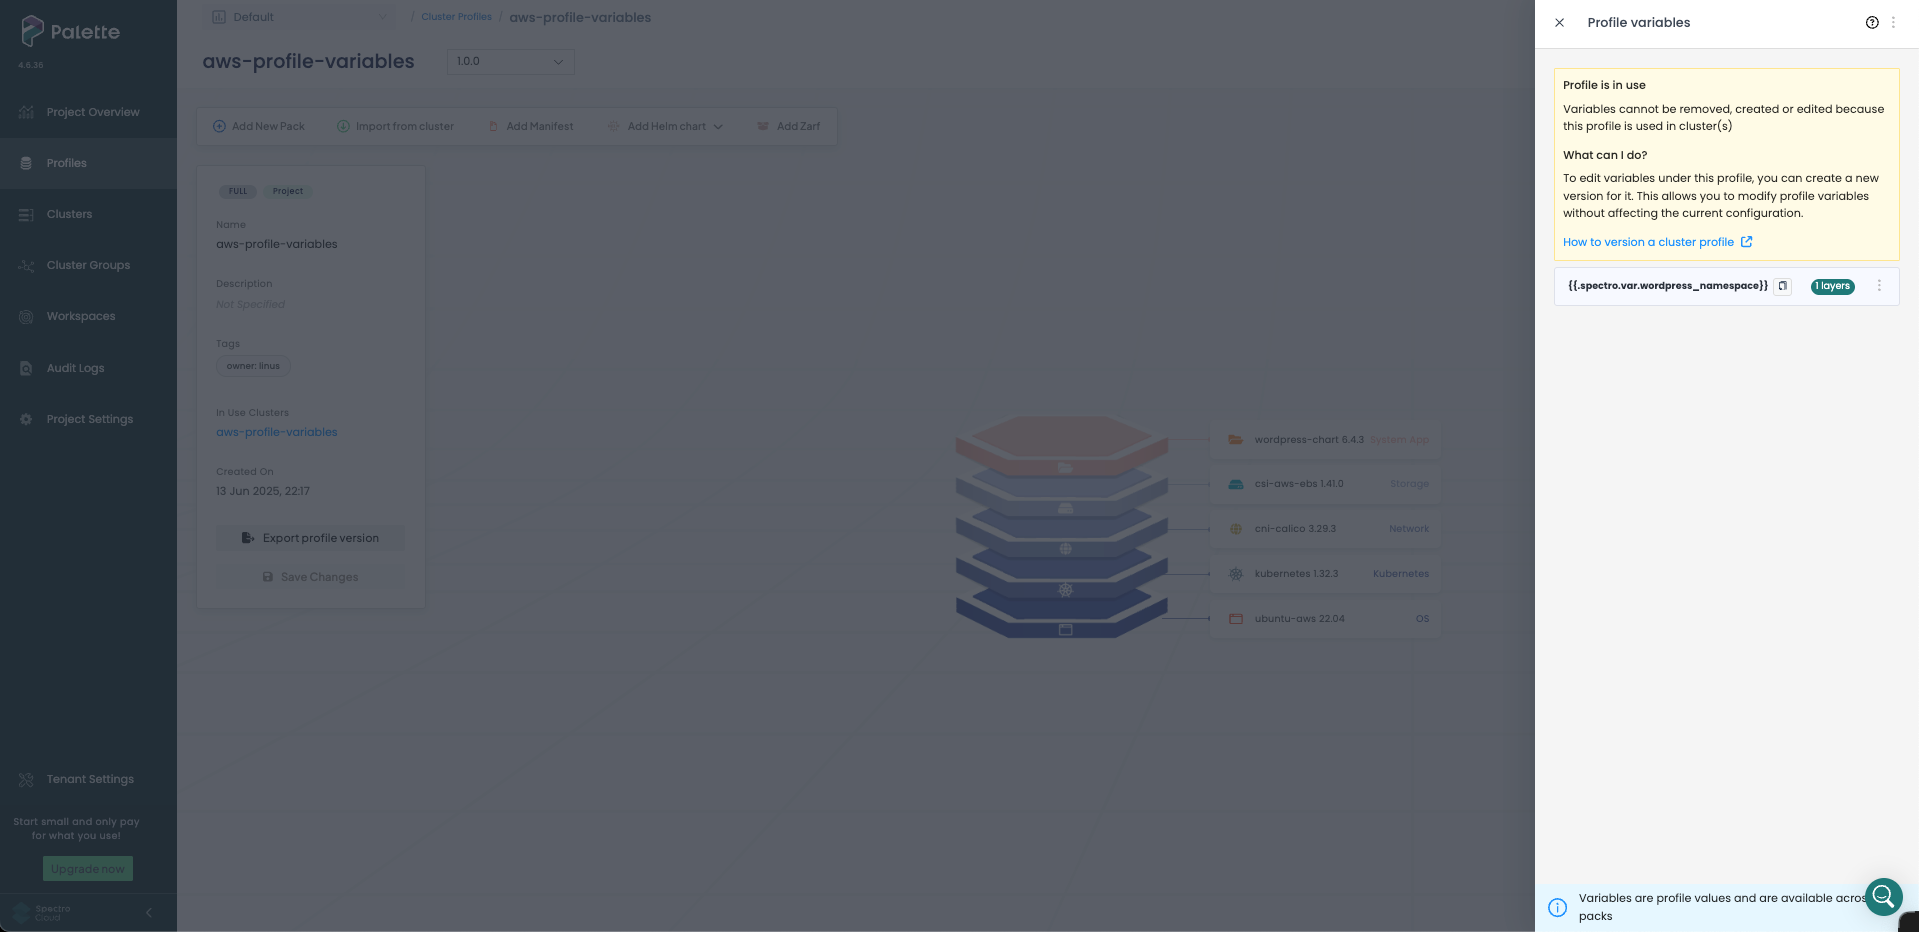 Palette
4.6.36
Project Overview
Profiles
Clusters
Cluster Groups
Workspaces
Audit Logs
Project Settings
Tenant Settings
Start small and only pay
for what you use!
Upgrade now
Spectro
Cloud
Default
/ Cluster Profiles / aws-profile-variables
aws-profile-variables
1.0.0
Add New Pack
Import from cluster
Add Manifest
Add Helm chart
Add Zarf
FULL
Project
Name
aws-profile-variables
Description
Not Specified
Tags
owner: linus
In Use Clusters
aws-profile-variables
Created On
13 Jun 2025, 22:17
Export profile version
Save Changes
wordpress-chart 6.4.3 System App
csi-aws-ebs 1.41.0 Storage
cni-calico 3.29.3 Network
kubernetes 1.32.3 Kubernetes
ubuntu-aws 22.04 OS
Profile variables
Profile is in use
Variables cannot be removed, created or edited because
this profile is used in cluster(s)
What can I do?
To edit variables under this profile, you can create a new
version for it. This allows you to modify profile variables
without affecting the current configuration.
How to version a cluster profile
{{.spectro.var.wordpress_namespace}}
1 layers
Variables are profile values and are available
packs